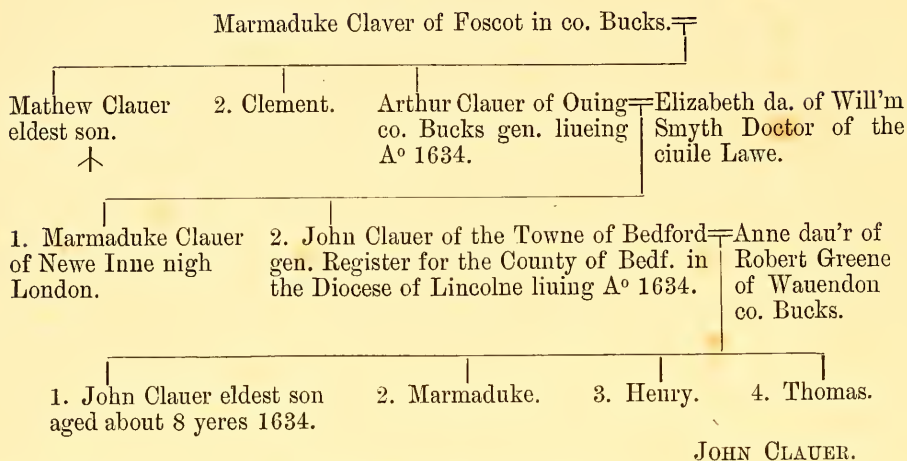 Marmaduke Claver of Foscot in co. Bucks.
Mathew Clauer
eldest son.
2. Clement.
Arthur Clauer of Ouing
co. Bucks gen. liueing
Aº 1634.
Elizabeth da. of Will'm
Smyth Doctor of the
ciuile Lawe.
1. Marmaduke Clauer
of Newe Inne nigh
London.
2. John Clauer of the Towne of Bedford
gen. Register for the County of Bedf. in
the Diocese of Lincolne liuing Aº 1634.
Anne dau'r of
Robert Greene
of Wauendon
co. Bucks.
1. John Clauer eldest son
aged about 8 yeres 1634.
2. Marmaduke.
3. Henry.
4. Thomas.
JOHN CLAUER.